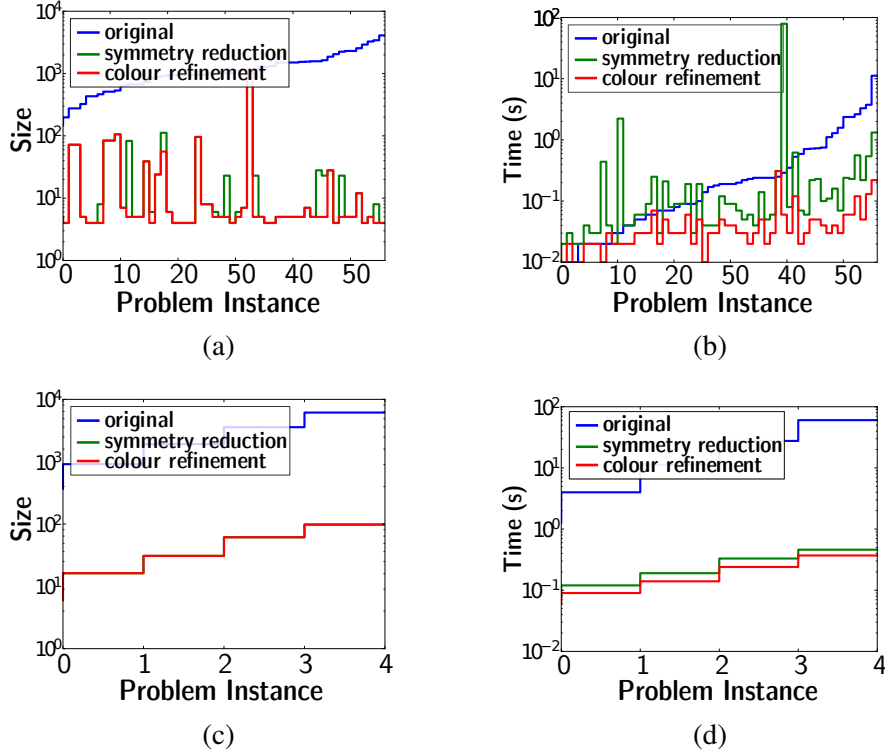 original
symmetry reduction
colour refinement
10^4
10^3
10^2
10^1
10^0
Size
0 10 20 50 40 50
Problem Instance
(a)
original
symmetry reduction
colour refinement
10^2
10^1
10^0
10^-1
10^-2
Time (s)
0 10 20 50 40 50
Problem Instance
(b)
original
symmetry reduction
colour refinement
10^4
10^3
10^2
10^1
10^0
Size
0 1 2 3 4
Problem Instance
(c)
original
symmetry reduction
colour refinement
10^2
10^1
10^0
10^-1
10^-2
Time (s)
0 1 2 3 4
Problem Instance
(d)